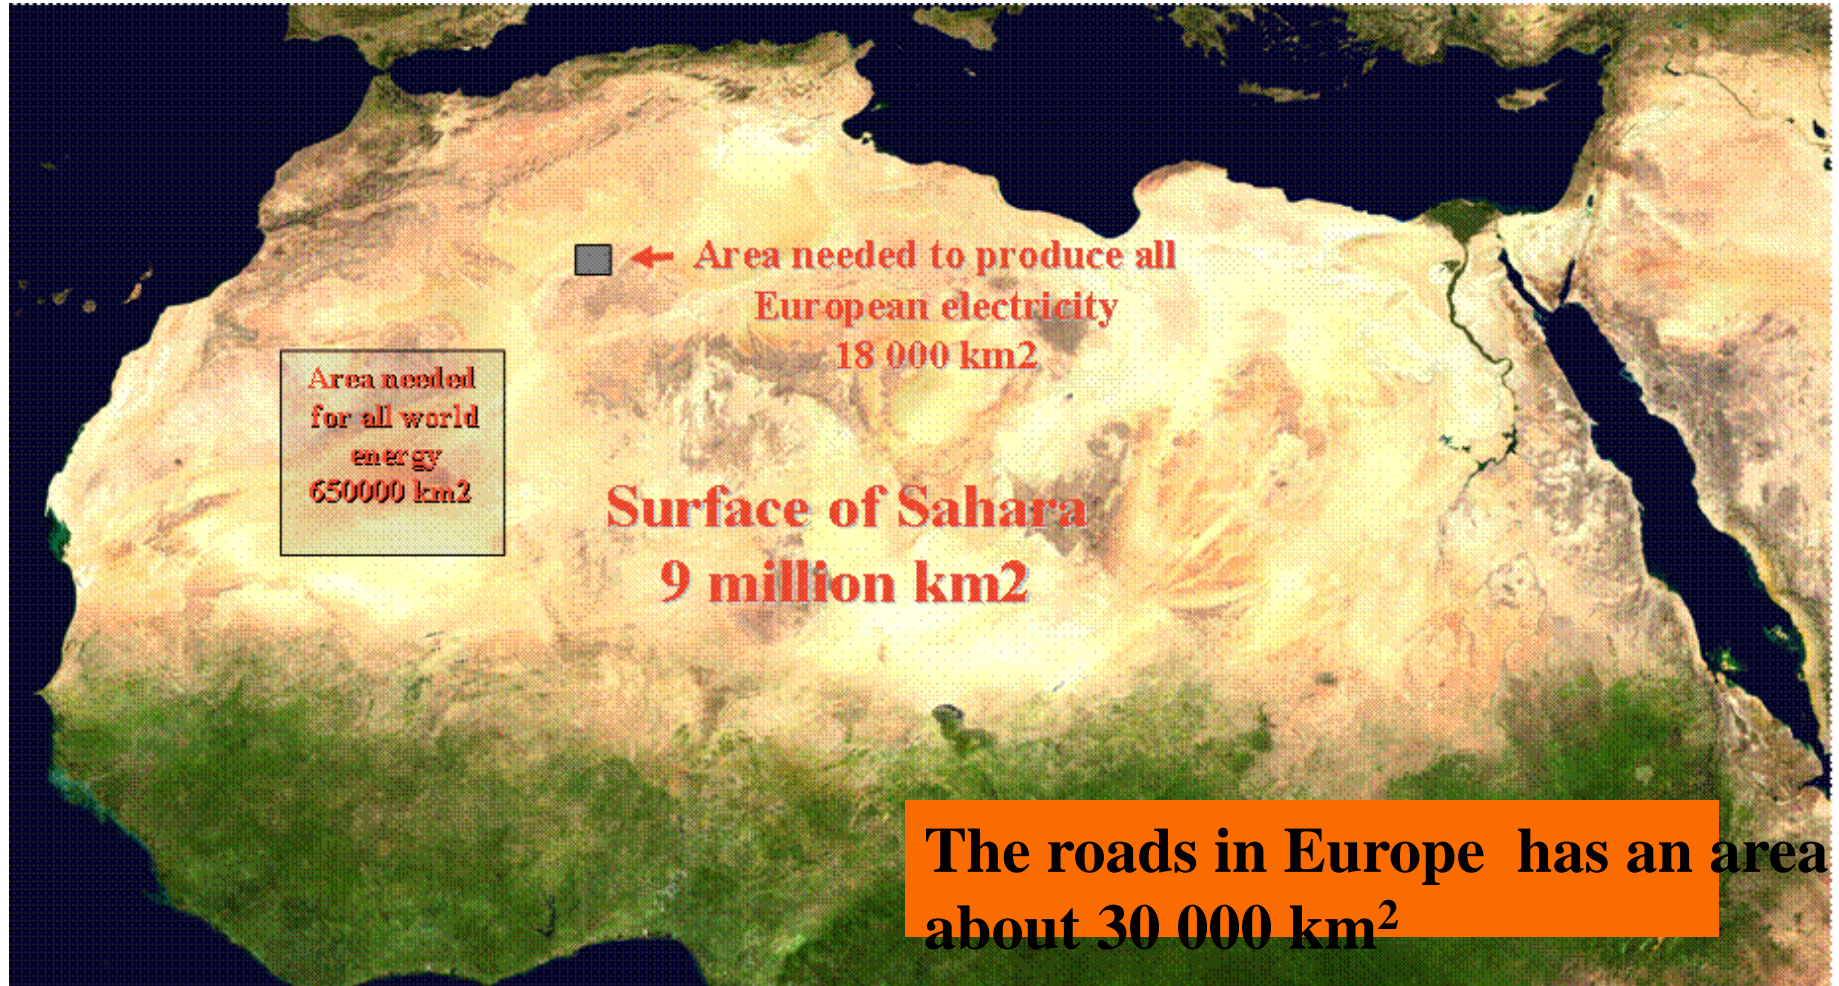 Area needed to produce all
European electricity
18 000 km2
Area needed
for all world
energy
650000 km2
Surface of Sahara
9 million km2
The roads in Europe has an area
about 30 000 km²